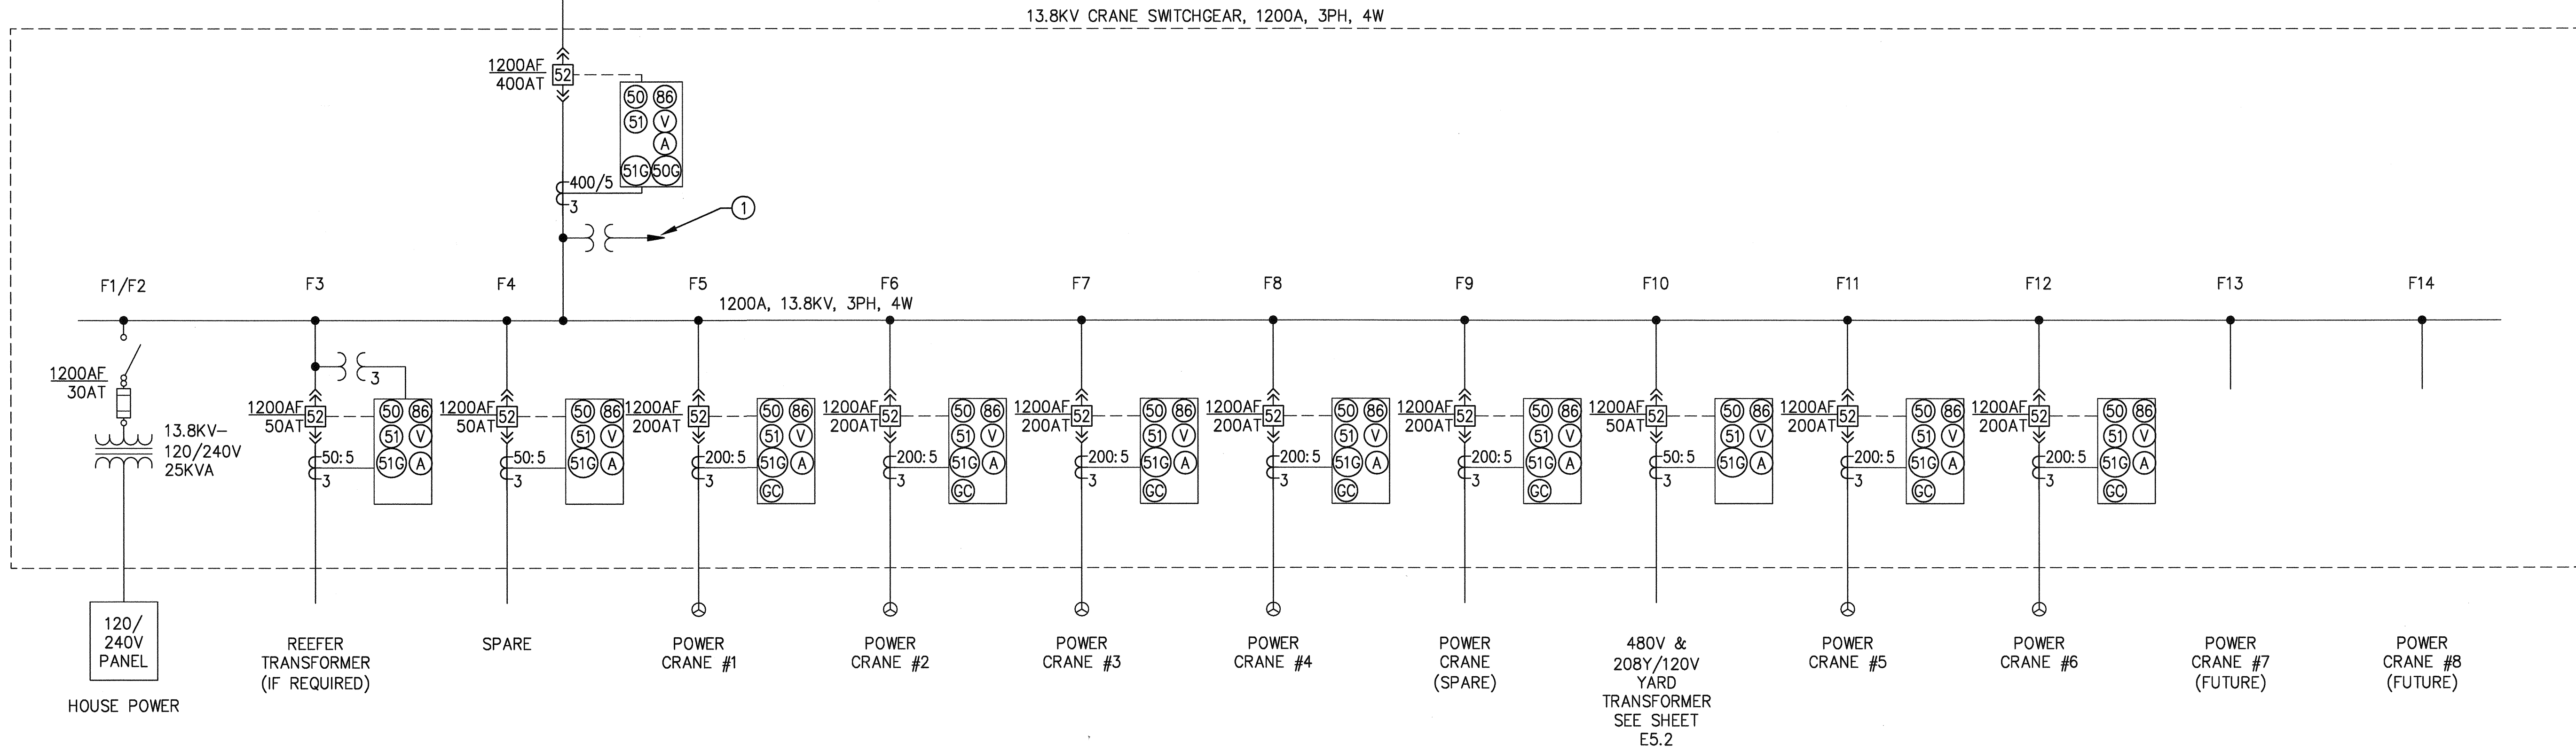 13.8KV CRANE SWITCHGEAR, 1200A, 3PH, 4W
1200AF
400AT
52
50 86
51 V
A
51G 50G
400/5
3
1
F1/F2 F3 F4 F5 F6 F7 F8 F9 F10 F11 F12 F13 F14
1200A, 13.8KV, 3PH, 4W
1200AF
30AT
13.8KV-
120/240V
25KVA
120/
240V
PANEL
HOUSE POWER
3
1200AF
50AT
52
50 86
51 V
51G A
50:5
3
REEFER
TRANSFORMER
(IF REQUIRED)
1200AF
50AT
52
50 86
51 V
51G A
50:5
3
SPARE
1200AF
200AT
52
50 86
51 V
51G A
GC
200:5
3
POWER
CRANE #1
1200AF
200AT
52
50 86
51 V
51G A
GC
200:5
3
POWER
CRANE #2
1200AF
200AT
52
50 86
51 V
51G A
GC
200:5
3
POWER
CRANE #3
1200AF
200AT
52
50 86
51 V
51G A
GC
200:5
3
POWER
CRANE #4
1200AF
200AT
52
50 86
51 V
51G A
GC
200:5
3
POWER
CRANE
(SPARE)
1200AF
50AT
52
50 86
51 V
51G A
50:5
3
480V &
208Y/120V
YARD
TRANSFORMER
SEE SHEET
E5.2
1200AF
200AT
52
50 86
51 V
51G A
GC
200:5
3
POWER
CRANE #5
1200AF
200AT
52
50 86
51 V
51G A
GC
200:5
3
POWER
CRANE #6
POWER
CRANE #7
(FUTURE)
POWER
CRANE #8
(FUTURE)